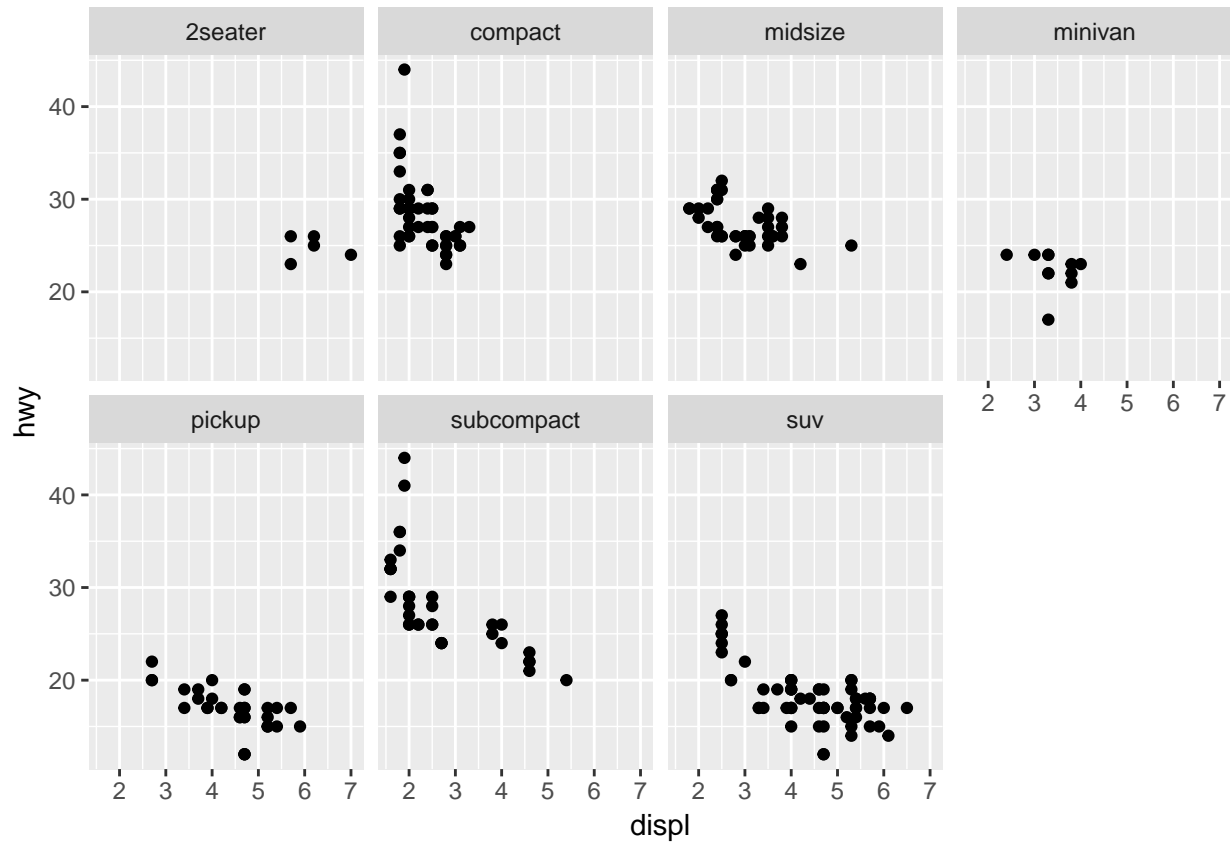 2seater compact midsize minivan
40
30
20
2 3 4 5 6 7
hwy
pickup subcompact suv
40
30
20
2 3 4 5 6 7 2 3 4 5 6 7 2 3 4 5 6 7
displ